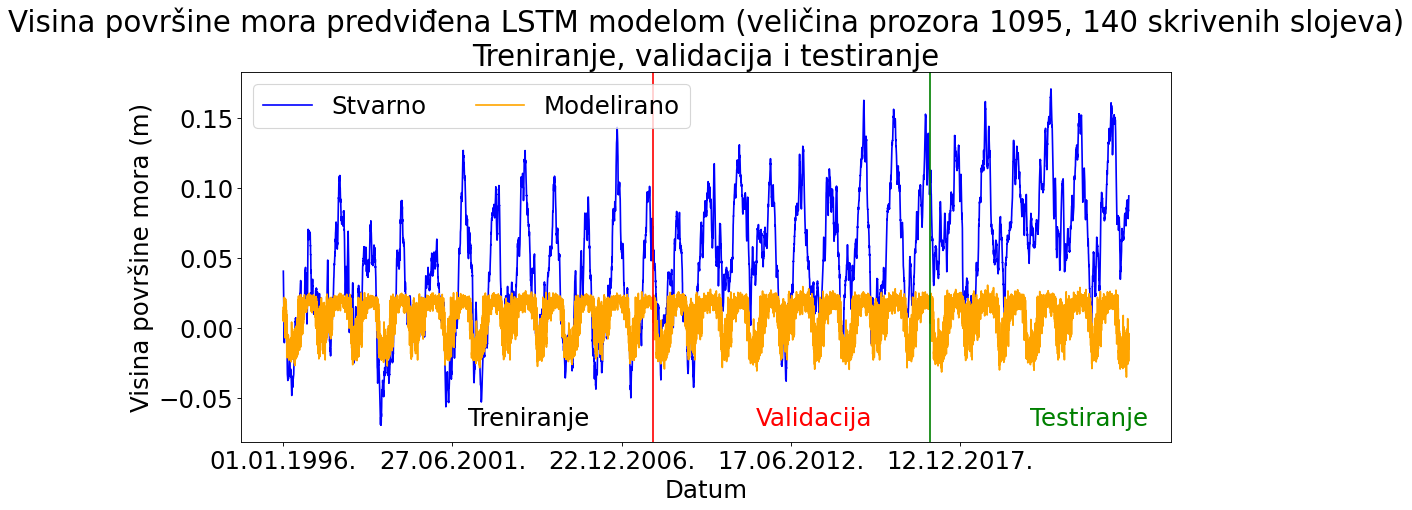 Visina površine mora predviđena LSTM modelom (veličina prozora 1095, 140 skrivenih slojeva)
Treniranje, validacija i testiranje
Stvarno
Modelirano
Visina površine mora (m)
0.15
0.10
0.05
0.00
−0.05
Treniranje
Validacija
Testiranje
01.01.1996.
27.06.2001.
22.12.2006.
17.06.2012.
12.12.2017.
Datum